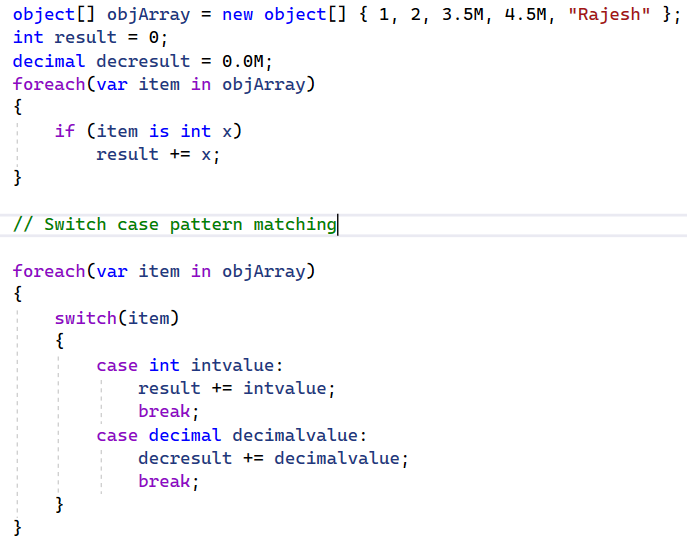 object[] objArray = new object[] { 1, 2, 3.5M, 4.5M, "Rajesh" };
int result = 0;
decimal decresult = 0.0M;
foreach(var item in objArray)
{
    if (item is int x)
        result += x;
}

// Switch case pattern matching

foreach(var item in objArray)
{
    switch(item)
    {
        case int intvalue:
            result += intvalue;
            break;
        case decimal decimalvalue:
            decresult += decimalvalue;
            break;
    }
}